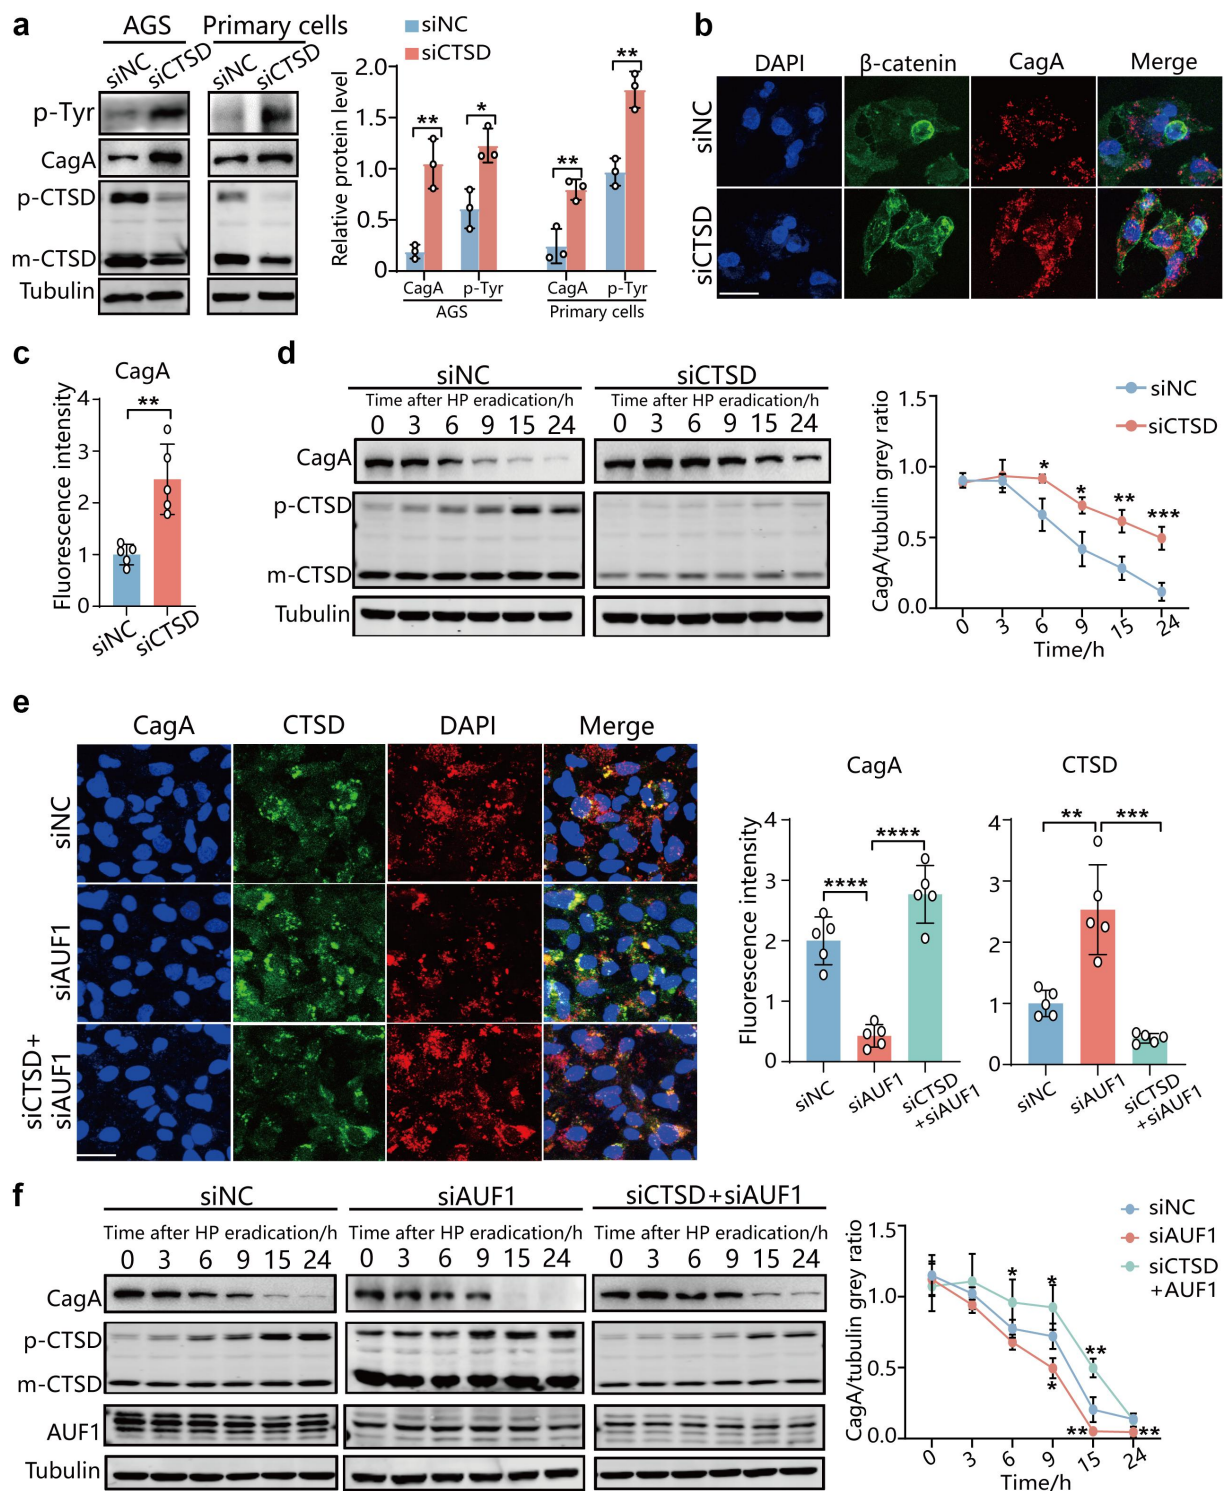 a
AGS Primary cells
siNC siCTSD siNC siCTSD
p-Tyr
CagA
p-CTSD
m-CTSD
Tubulin
siNC
siCTSD
Relative protein level
2.0
1.5
1.0
0.5
0
** * ** **
CagA p-Tyr CagA p-Tyr
AGS Primary cells
b
DAPI β-catenin CagA Merge
siNC
siCTSD
c
CagA
Fluorescence intensity
4
3
2
1
0
**
siNC siCTSD
d
siNC siCTSD
Time after HP eradication/h Time after HP eradication/h
0 3 6 9 15 24 0 3 6 9 15 24
CagA
p-CTSD
m-CTSD
Tubulin
siNC
siCTSD
CagA/tubulin grey ratio
1.5
1.0
0.5
0.0
* * ** ***
0 3 6 9 15 24
Time/h
e
CagA CTSD DAPI Merge
siNC
siAUF1
siCTSD+
siAUF1
CagA
Fluorescence intensity
4
3
2
1
0
**** ****
siNC siAUF1 siCTSD
+siAUF1
CTSD
4
3
2
1
0
** ***
siNC siAUF1 siCTSD
+siAUF1
f
siNC siAUF1 siCTSD+siAUF1
Time after HP eradication/h Time after HP eradication/h Time after HP eradication/h
0 3 6 9 15 24 0 3 6 9 15 24 0 3 6 9 15 24
CagA
p-CTSD
m-CTSD
AUF1
Tubulin
siNC
siAUF1
siCTSD
+AUF1
CagA/tubulin grey ratio
1.5
1.0
0.5
0.0
* *
**
*
** **
0 3 6 9 15 24
Time/h